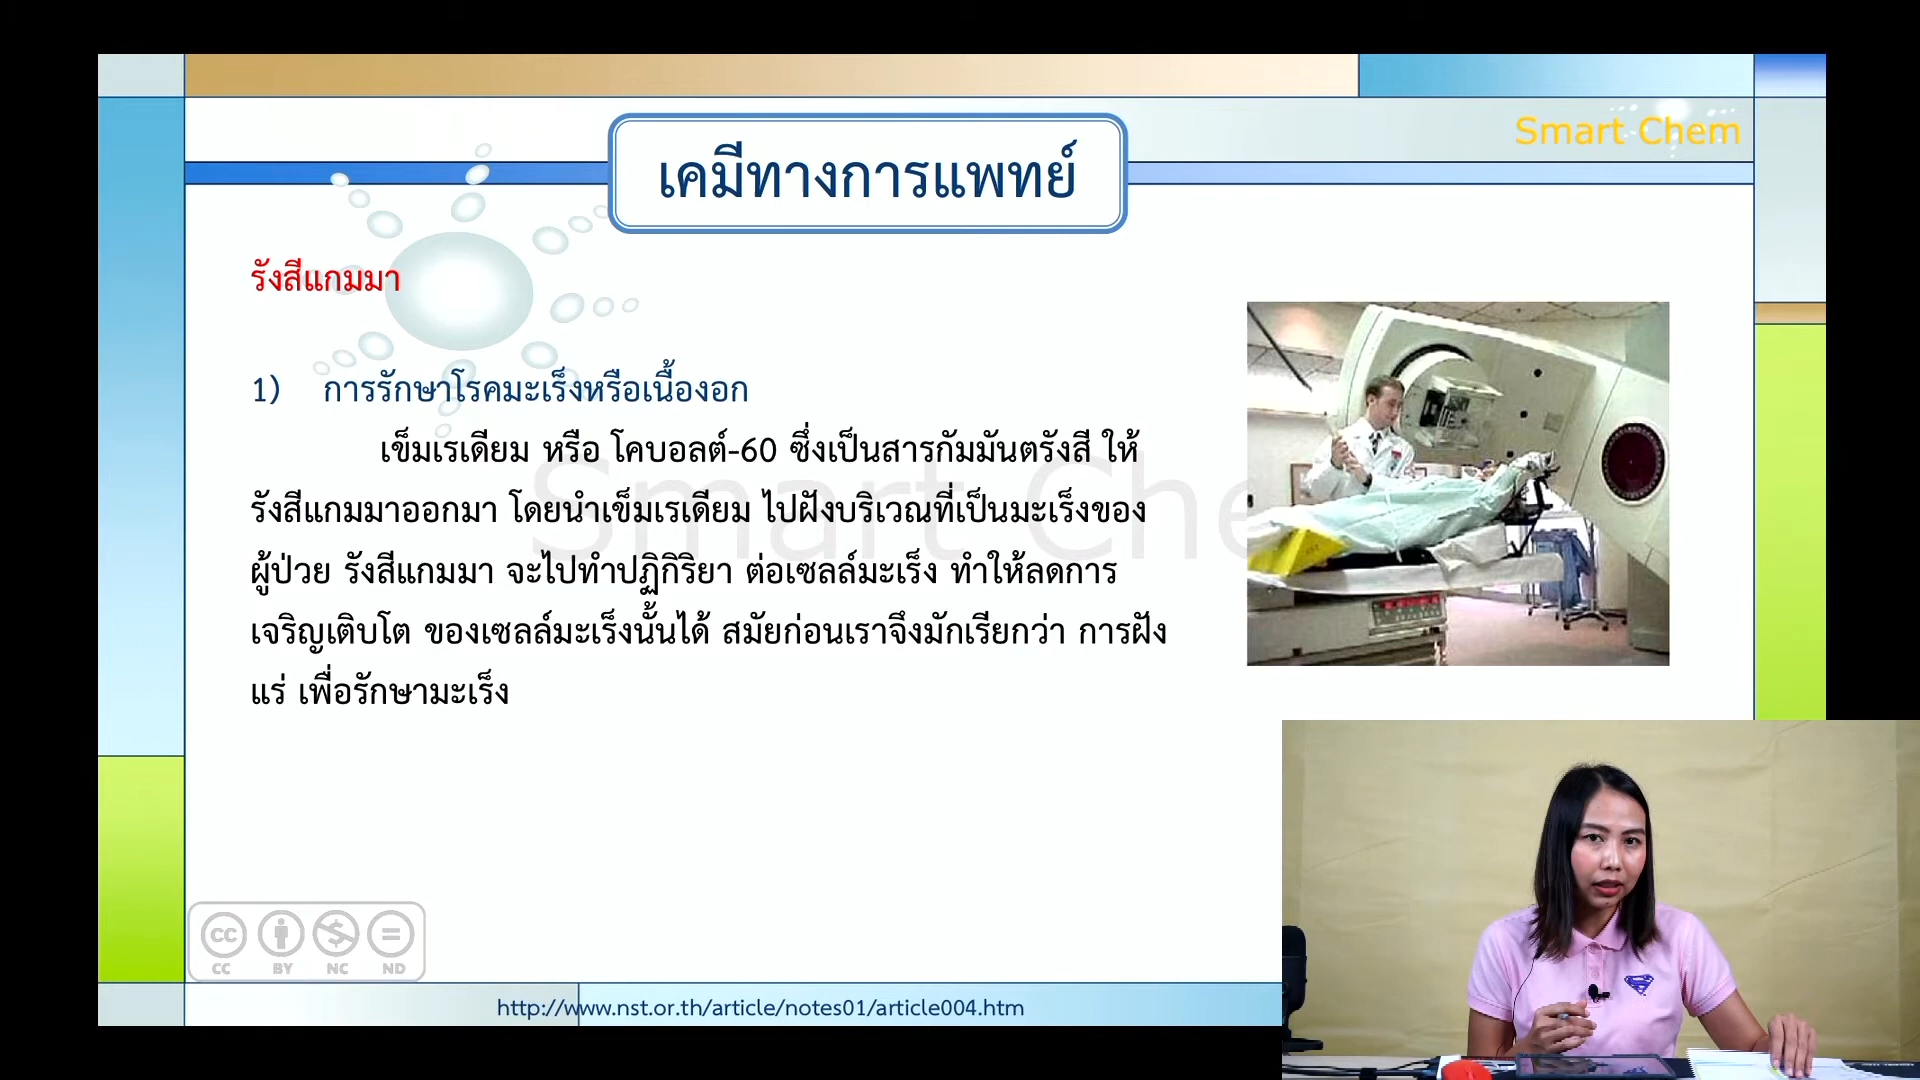 Smart Chem
เคมีทางการแพทย์
รังสีแกมมา
1) การรักษาโรคมะเร็งหรือเนื้องอก
เข็มเรเดียม หรือ โคบอลต์-60 ซึ่งเป็นสารกัมมันตรังสี ให้
รังสีแกมมาออกมา โดยนำเข็มเรเดียม ไปฝังบริเวณที่เป็นมะเร็งของ
ผู้ป่วย รังสีแกมมา จะไปทำปฏิกิริยา ต่อเซลล์มะเร็ง ทำให้ลดการ
เจริญเติบโต ของเซลล์มะเร็งนั้นได้ สมัยก่อนเราจึงมักเรียกว่า การฝัง
แร่ เพื่อรักษามะเร็ง
Smart Che
cc
CC BY NC ND
http://www.nst.or.th/article/notes01/article004.htm